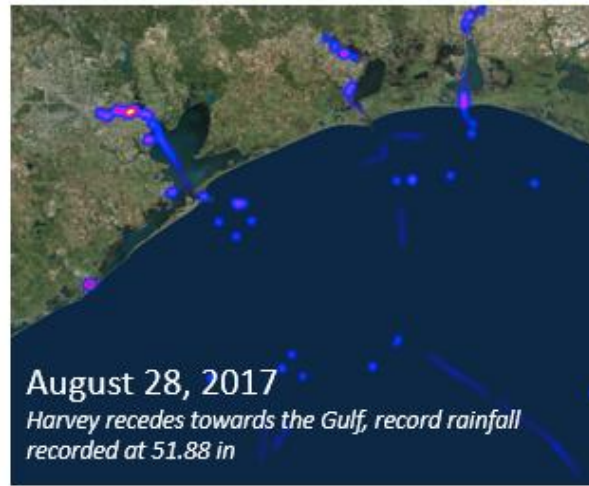 August 28, 2017
Harvey recedes towards the Gulf, record rainfall
recorded at 51.88 in